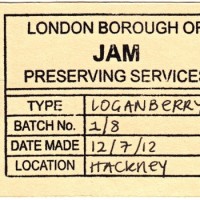 LONDON BOROUGH OF
JAM
PRESERVING SERVICES
TYPE LOGANBERRY
BATCH No. 1/8
DATE MADE 12/7/12
LOCATION HACKNEY